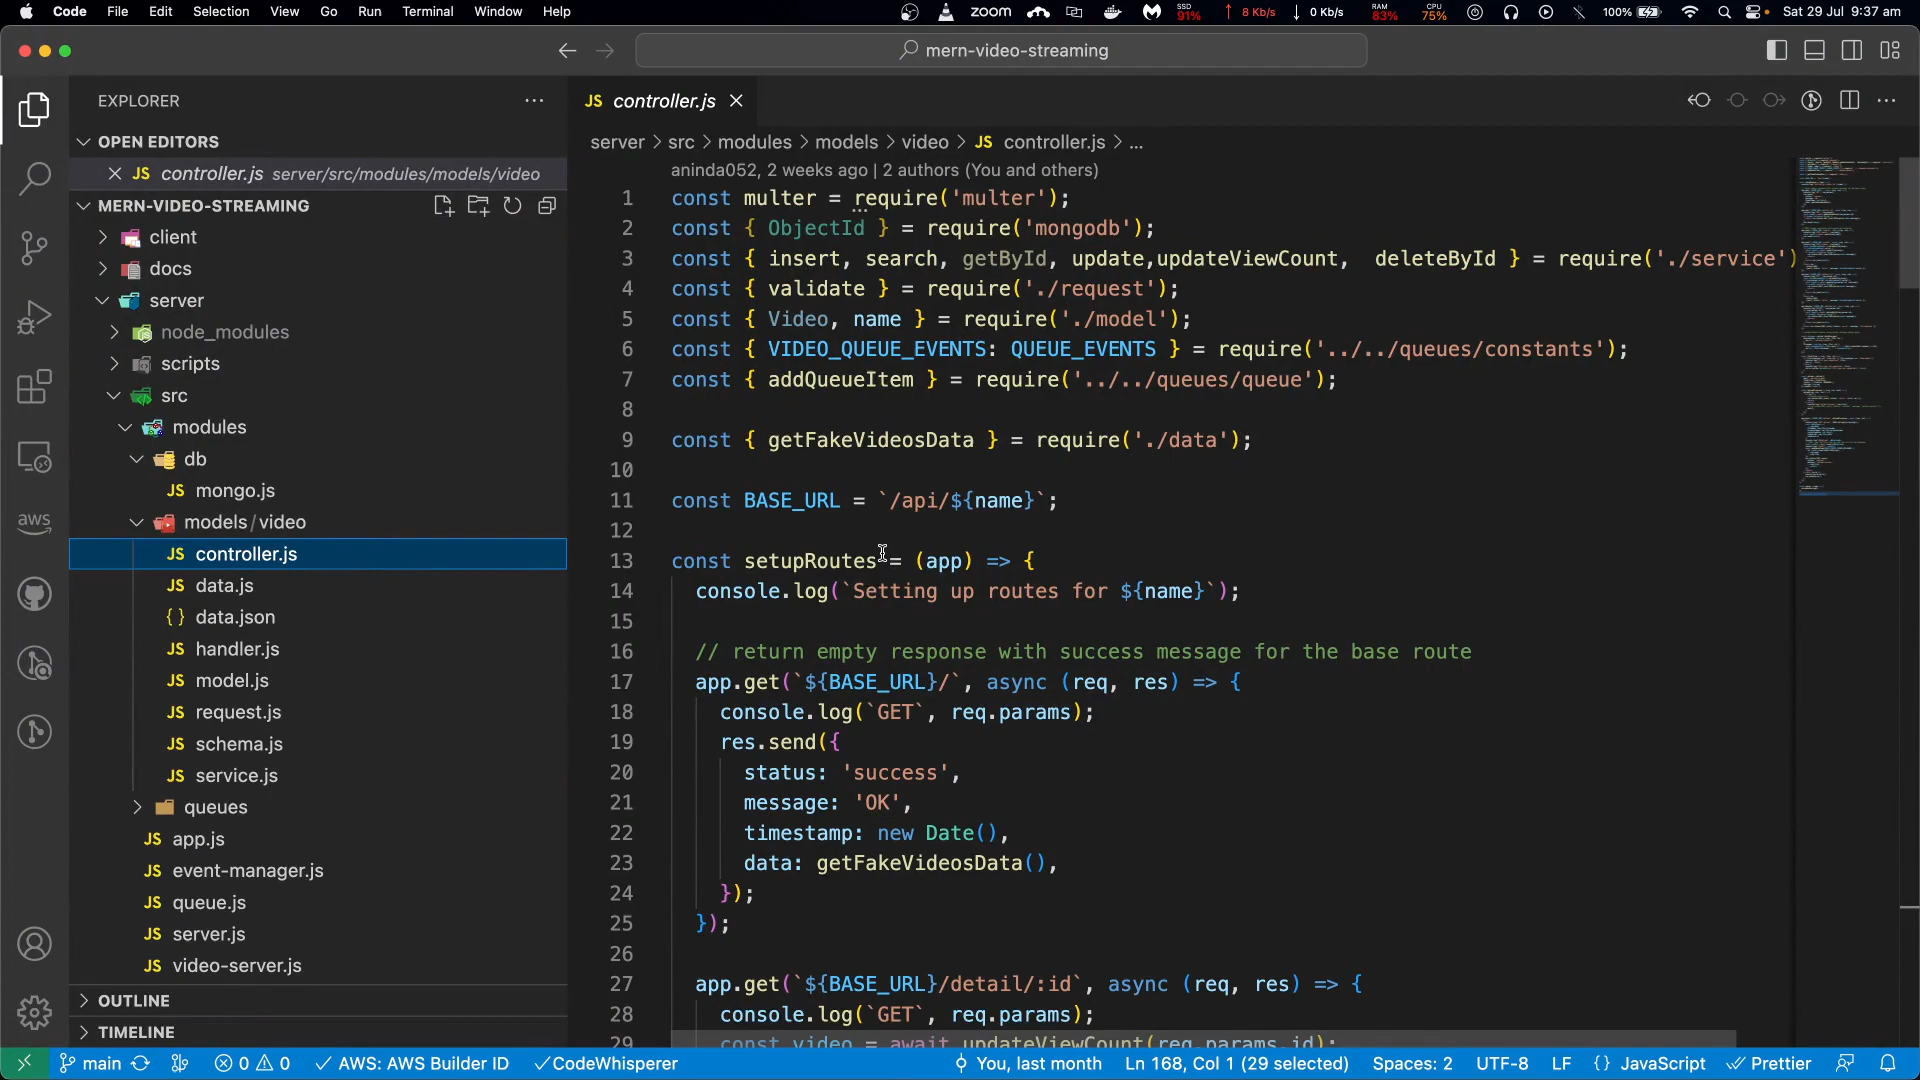 Code File Edit Selection View Go Run Terminal Window Help zoom SSD 91% ↑ 8 Kb/s ↓ 0 Kb/s RAM 83% CPU 75% 100% Sat 29 Jul 9:37 am
mern-video-streaming
EXPLORER
OPEN EDITORS
JS controller.js server/src/modules/models/video
MERN-VIDEO-STREAMING
client
docs
server
node_modules
scripts
src
modules
db
JS mongo.js
models/video
JS controller.js
JS data.js
{} data.json
JS handler.js
JS model.js
JS request.js
JS schema.js
JS service.js
queues
JS app.js
JS event-manager.js
JS queue.js
JS server.js
JS video-server.js
OUTLINE
TIMELINE
aws
JS controller.js
server > src > modules > models > video > JS controller.js > ...
aninda052, 2 weeks ago | 2 authors (You and others)
1 const multer = require('multer');
2 const { ObjectId } = require('mongodb');
3 const { insert, search, getById, update,updateViewCount,  deleteById } = require('./service')
4 const { validate } = require('./request');
5 const { Video, name } = require('./model');
6 const { VIDEO_QUEUE_EVENTS: QUEUE_EVENTS } = require('../../queues/constants');
7 const { addQueueItem } = require('../../queues/queue');
8
9 const { getFakeVideosData } = require('./data');
10
11 const BASE_URL = `/api/${name}`;
12
13 const setupRoutes = (app) => {
14 console.log(`Setting up routes for ${name}`);
15
16 // return empty response with success message for the base route
17 app.get(`${BASE_URL}/`, async (req, res) => {
18 console.log(`GET`, req.params);
19 res.send({
20 status: 'success',
21 message: 'OK',
22 timestamp: new Date(),
23 data: getFakeVideosData(),
24 });
25 });
26
27 app.get(`${BASE_URL}/detail/:id`, async (req, res) => {
28 console.log(`GET`, req.params);
29 const video = await updateViewCount(req.params.id);
main 0 0 AWS: AWS Builder ID CodeWhisperer You, last month Ln 168, Col 1 (29 selected) Spaces: 2 UTF-8 LF {} JavaScript Prettier